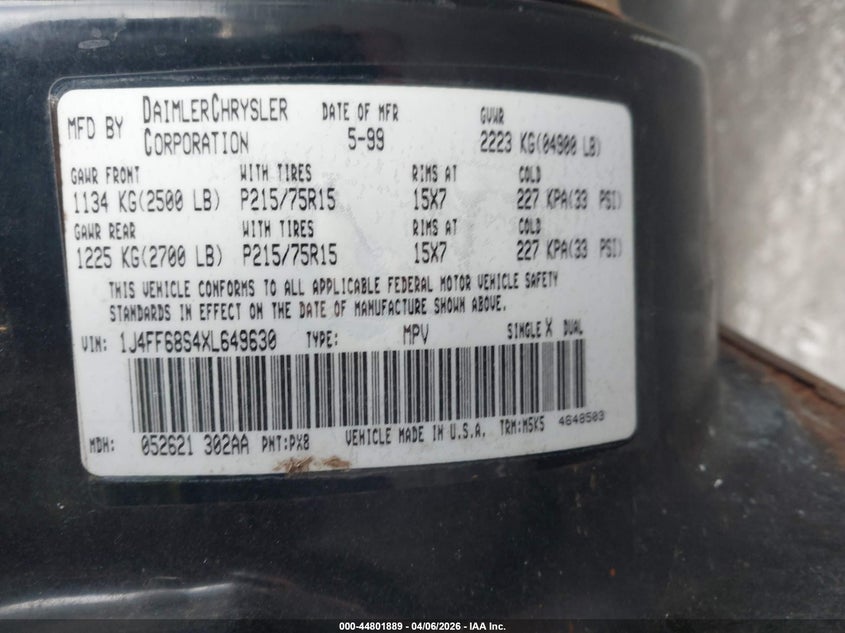 MFD BY DAIMLERCHRYSLER CORPORATION DATE OF MFR 5-99 GVWR 2223 KG(04900 LB)
GAWR FRONT WITH TIRES RIMS AT COLD
1134 KG(2500 LB) P215/75R15 15X7 227 KPA(33 PSI)
GAWR REAR WITH TIRES RIMS AT COLD
1225 KG(2700 LB) P215/75R15 15X7 227 KPA(33 PSI)
THIS VEHICLE CONFORMS TO ALL APPLICABLE FEDERAL MOTOR VEHICLE SAFETY
STANDARDS IN EFFECT ON THE DATE OF MANUFACTURE SHOWN ABOVE.
VIN: 1J4FF68S4XL649630 TYPE: MPV SINGLE X DUAL
MDH: 052621 302AA PNT:PX8 VEHICLE MADE IN U.S.A. TRM:M5K5 4648503
000-44801889 - 04/06/2026 - IAA Inc.